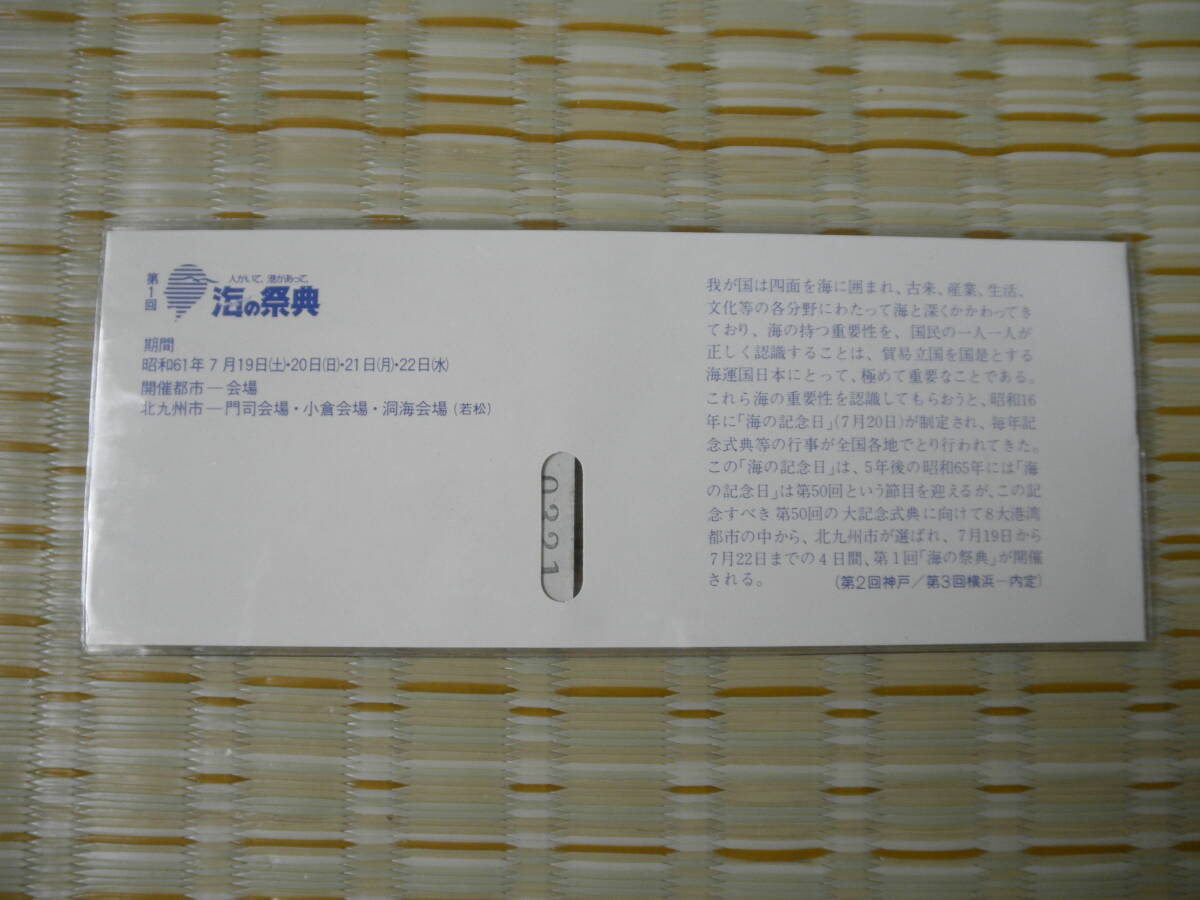 第1回
人がいて、港があって、
海の祭典
期間
昭和61年7月19日(土)・20日(日)・21日(月)・22日(水)
開催都市―会場
北九州市―門司会場・小倉会場・洞海会場(若松)
0221
我が国は四面を海に囲まれ、古来、産業、生活、
文化等の各分野にわたって海と深くかかわってき
ており、海の持つ重要性を、国民の一人一人が
正しく認識することは、貿易立国を国是とする
海運国日本にとって、極めて重要なことである。
これら海の重要性を認識してもらおうと、昭和16
年に「海の記念日」(7月20日)が制定され、毎年記
念式典等の行事が全国各地でとり行われてきた。
この「海の記念日」は、5年後の昭和65年には「海
の記念日」は第50回という節目を迎えるが、この記
念すべき第50回の大記念式典に向けて8大港湾
都市の中から、北九州市が選ばれ、7月19日から
7月22日までの4日間、第1回「海の祭典」が開催
される。
(第2回神戸/第3回横浜―内定)